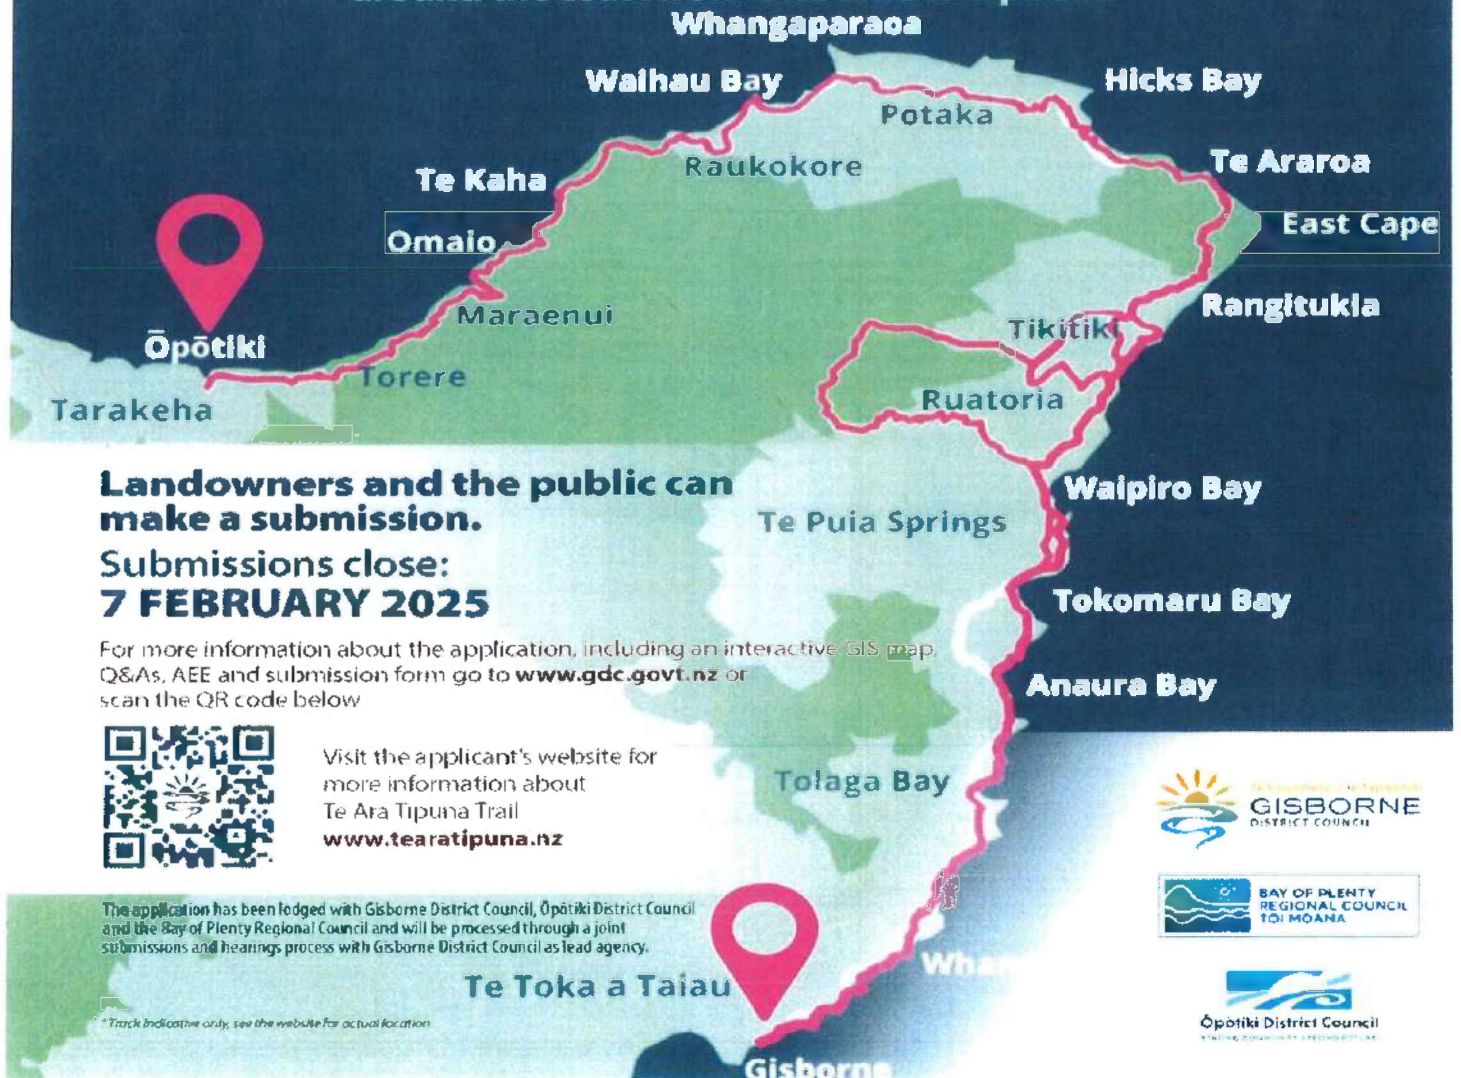 Whangaparaoa
Waihau Bay
Hicks Bay
Potaka
Te Kaha
Raukokore
Te Araroa
Omaio
East Cape
Maraenui
Rangitukia
Ōpōtiki
Tikitiki
Torere
Tarakeha
Ruatoria
Landowners and the public can
make a submission.
Submissions close:
7 FEBRUARY 2025
Waipiro Bay
Te Puia Springs
Tokomaru Bay
For more information about the application, including an interactive GIS map,
Q&As, AEE and submission form go to www.gdc.govt.nz or
scan the QR code below
Anaura Bay
Visit the applicant's website for
more information about
Te Ara Tipuna Trail
www.tearatipuna.nz
Tolaga Bay
GISBORNE
DISTRICT COUNCIL
BAY OF PLENTY
REGIONAL COUNCIL
TOI MOANA
The application has been lodged with Gisborne District Council, Ōpōtiki District Council
and the Bay of Plenty Regional Council and will be processed through a joint
submissions and hearings process with Gisborne District Council as lead agency.
Te Toka a Taiau
* Track indicative only, see the website for actual location
Ōpōtiki District Council
Gisborne